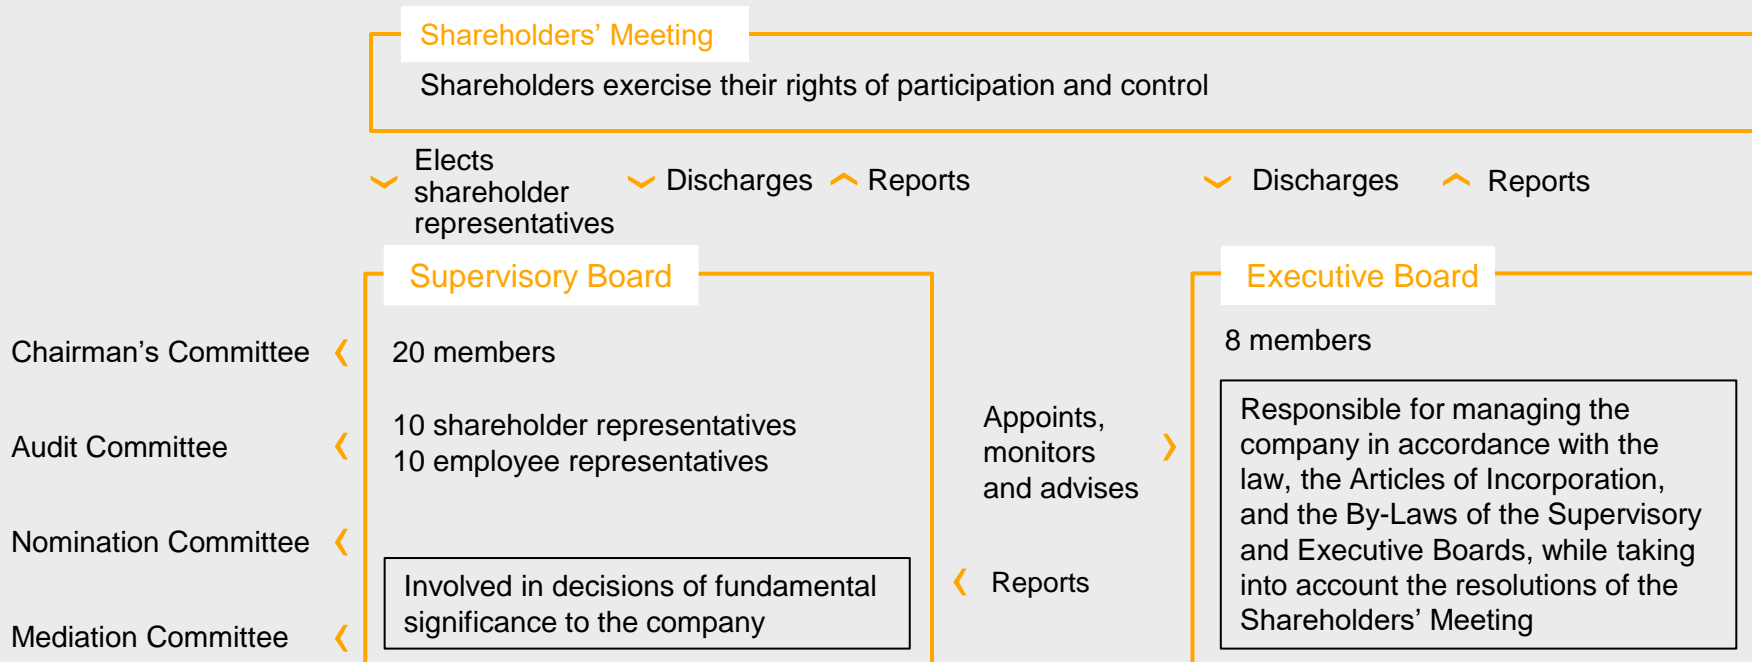 Shareholders’ Meeting
Shareholders exercise their rights of participation and control
Elects
shareholder
representatives
Discharges
Reports
Discharges
Reports
Supervisory Board
Executive Board
Chairman’s Committee
Audit Committee
Nomination Committee
Mediation Committee
20 members
10 shareholder representatives
10 employee representatives
Involved in decisions of fundamental
significance to the company
Appoints,
monitors
and advises
Reports
8 members
Responsible for managing the
company in accordance with the
law, the Articles of Incorporation,
and the By-Laws of the Supervisory
and Executive Boards, while taking
into account the resolutions of the
Shareholders’ Meeting